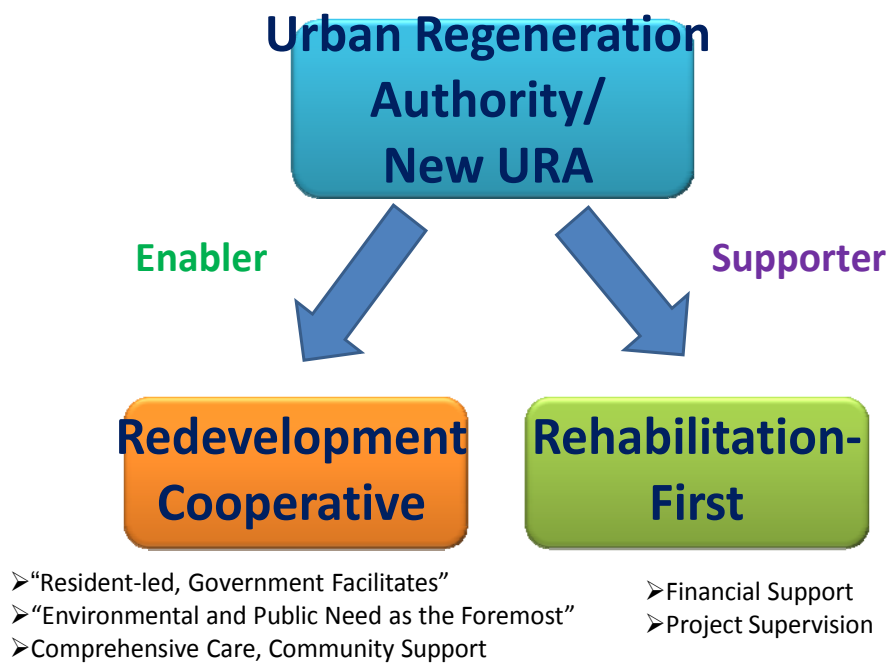 Urban Regeneration
Authority/
New URA
Enabler
Supporter
Redevelopment
Cooperative
Rehabilitation-
First
➢“Resident-led, Government Facilitates”
➢“Environmental and Public Need as the Foremost”
➢Comprehensive Care, Community Support
➢Financial Support
➢Project Supervision